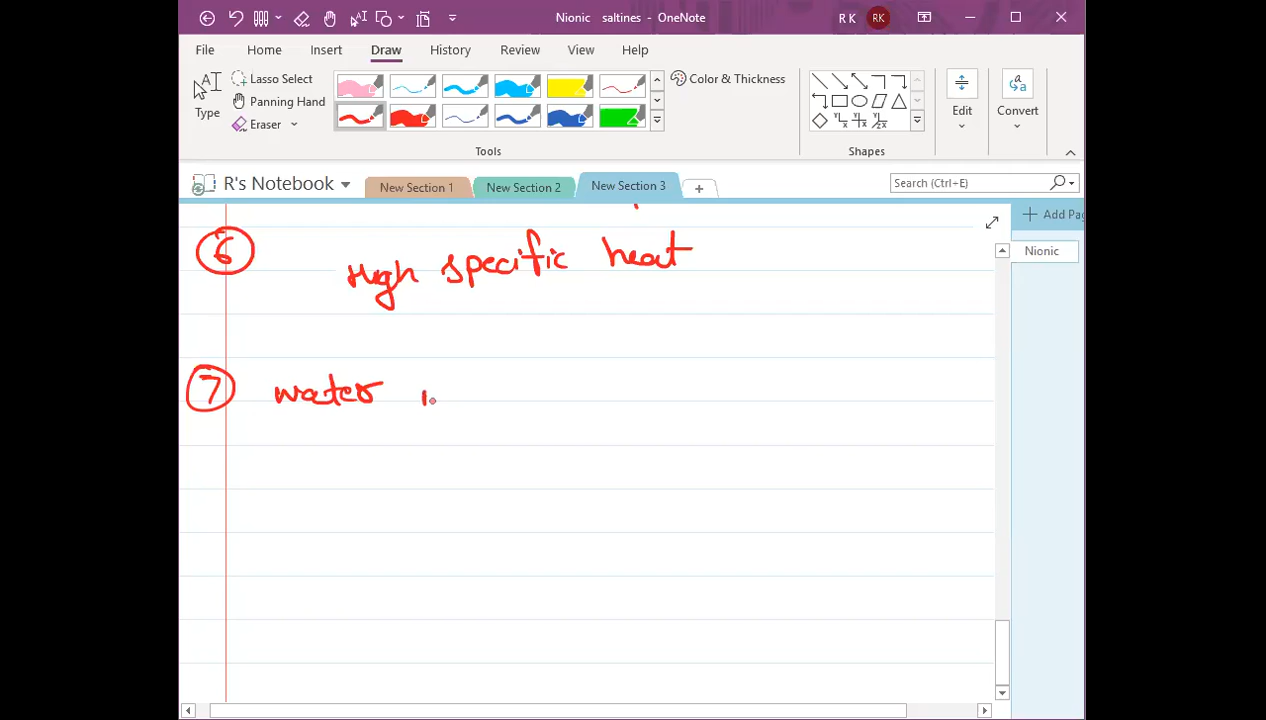 Nionic saltines - OneNote
R K
RK
File Home Insert Draw History Review View Help
Type
Lasso Select
Panning Hand
Eraser
Color & Thickness
Edit
Convert
Tools
Shapes
R's Notebook
New Section 1
New Section 2
New Section 3
Search (Ctrl+E)
Add Pag
Nionic
6 High specific heat
7 water